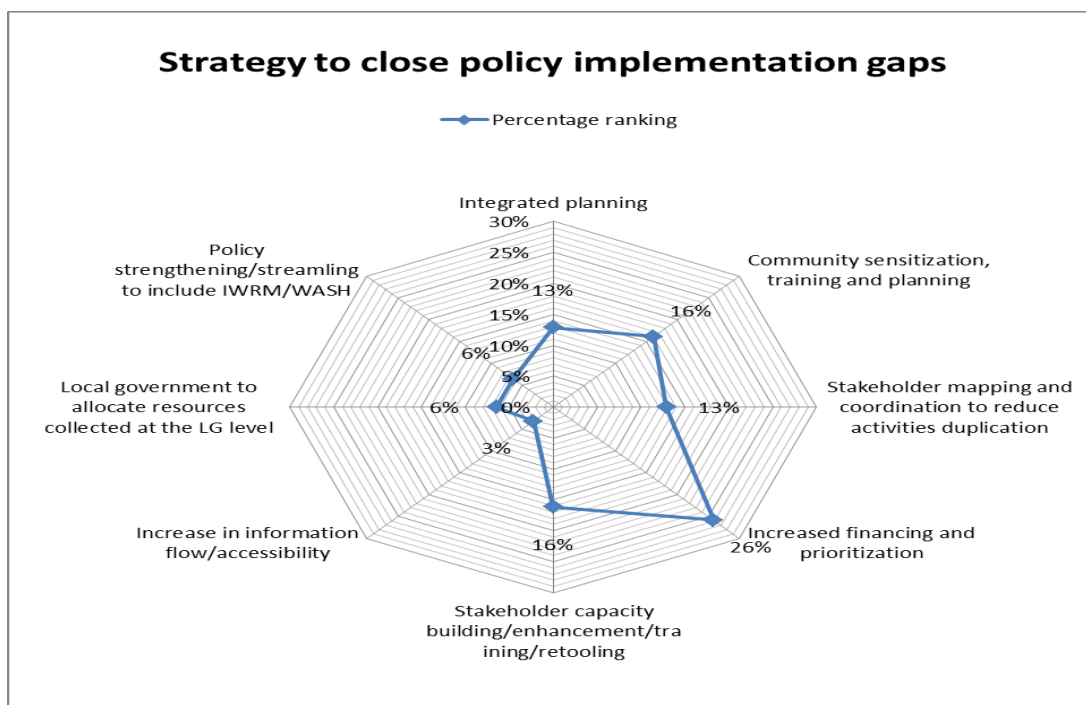 Strategy to close policy implementation gaps
Percentage ranking
Integrated planning
30%
25%
20%
15%
10%
5%
0%
13%
Community sensitization,
training and planning
16%
Stakeholder mapping and
coordination to reduce
activities duplication
13%
Increased financing and
prioritization
26%
Stakeholder capacity
building/enhancement/tra
ining/retooling
16%
Increase in information
flow/accessibility
3%
Local government to
allocate resources
collected at the LG level
6%
Policy
strengthening/streamling
to include IWRM/WASH
6%